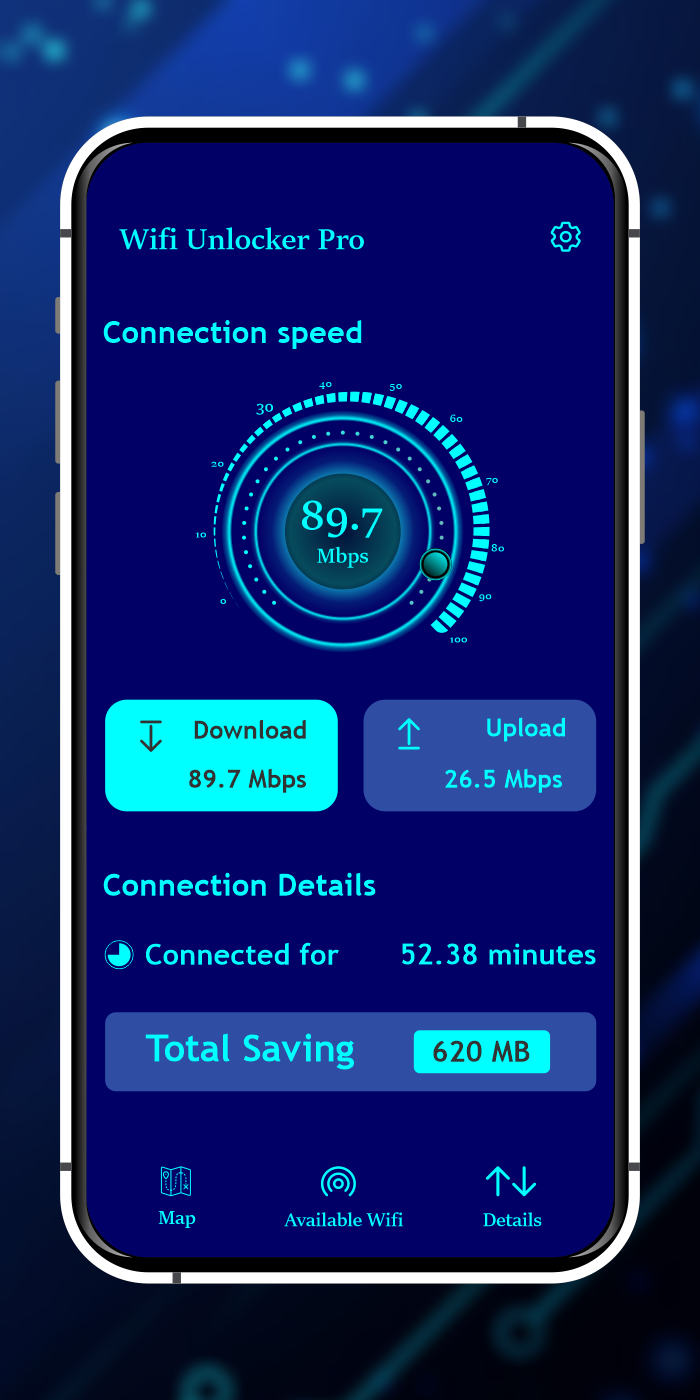 Wifi Unlocker Pro
Connection speed
40 50
30 60
20 70
10 80
0 90
100
89.7
Mbps
Download
89.7 Mbps
Upload
26.5 Mbps
Connection Details
Connected for 52.38 minutes
Total Saving 620 MB
Map Available Wifi Details